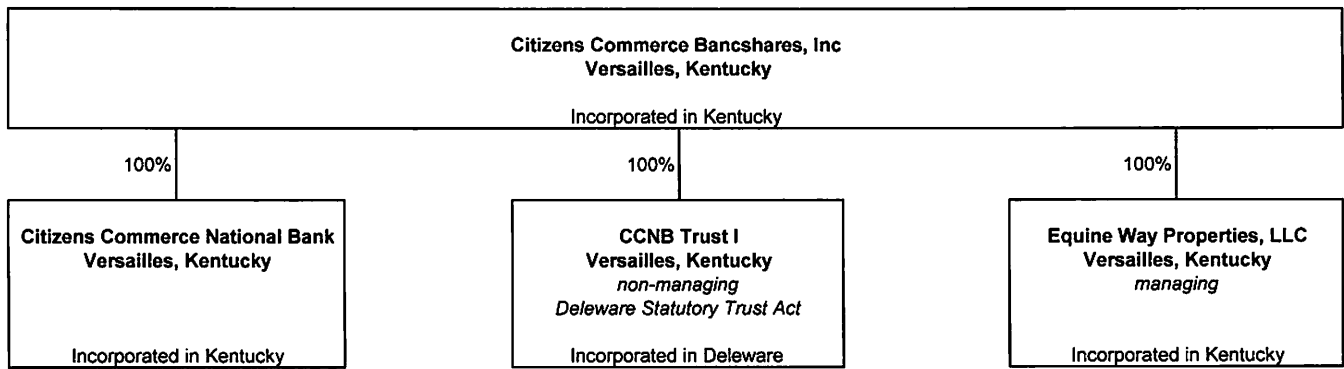 Citizens Commerce Bancshares, Inc
Versailles, Kentucky
Incorporated in Kentucky
100%
100%
100%
Citizens Commerce National Bank
Versailles, Kentucky
Incorporated in Kentucky
CCNB Trust I
Versailles, Kentucky
non-managing
Deleware Statutory Trust Act
Incorporated in Deleware
Equine Way Properties, LLC
Versailles, Kentucky
managing
Incorporated in Kentucky